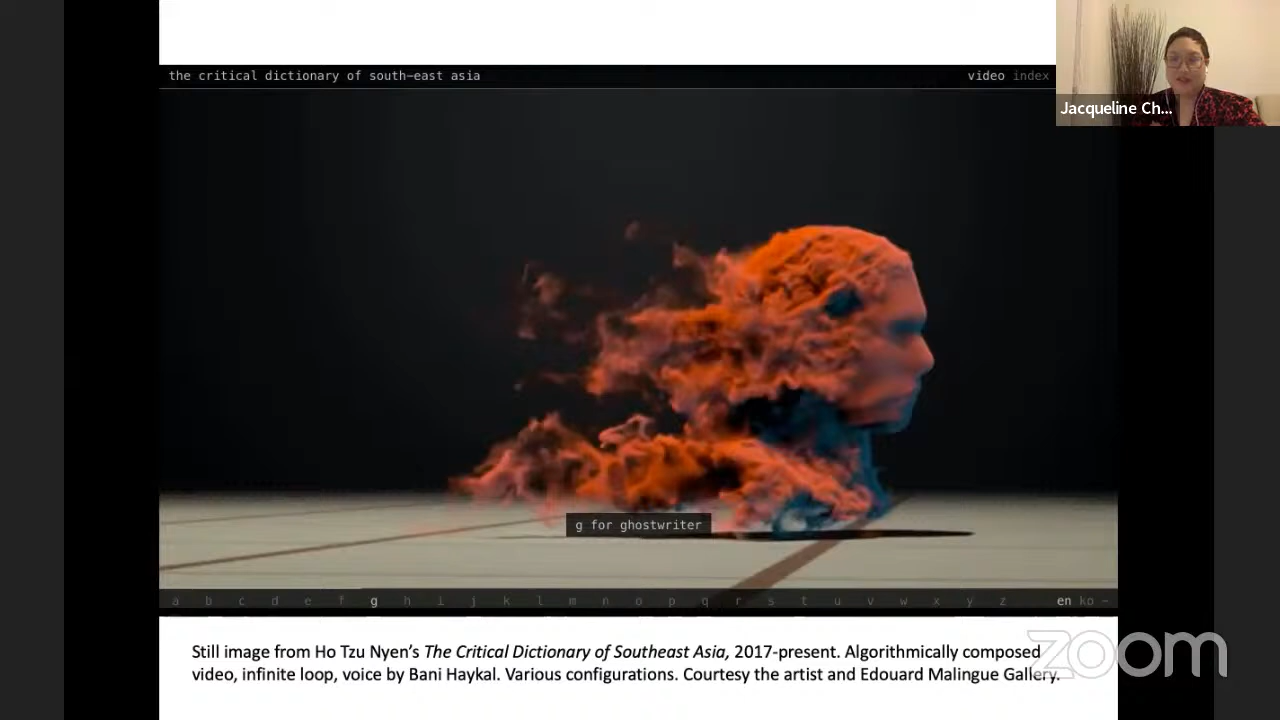 the critical dictionary of south-east asia
video index
Jacqueline Ch...
g for ghostwriter
a b c d e f g h i j k l m n o p q r s t u v w x y z en ko –
Still image from Ho Tzu Nyen’s The Critical Dictionary of Southeast Asia, 2017-present. Algorithmically composed
video, infinite loop, voice by Bani Haykal. Various configurations. Courtesy the artist and Edouard Malingue Gallery.
zoom